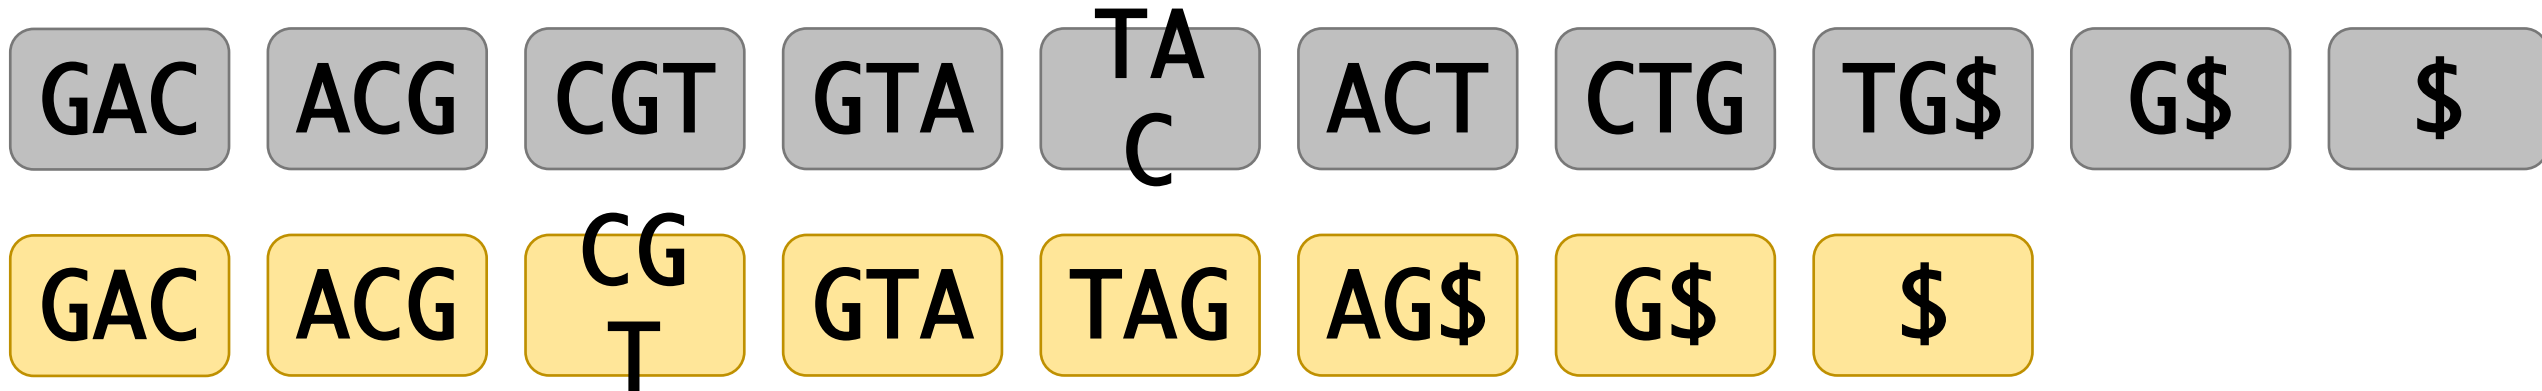 GAC ACG CGT GTA TA
C ACT CTG TG$ G$ $
GAC ACG CG
T GTA TAG AG$ G$ $